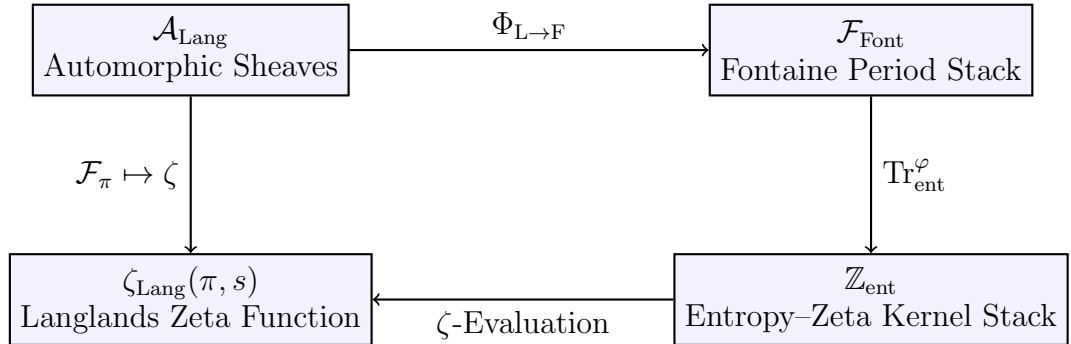 𝒜_Lang
Automorphic Sheaves
Φ_{L→F}
ℱ_Font
Fontaine Period Stack
ℱ_π ↦ ζ
Tr^φ_ent
ζ_Lang(π, s)
Langlands Zeta Function
ζ-Evaluation
ℤ_ent
Entropy–Zeta Kernel Stack